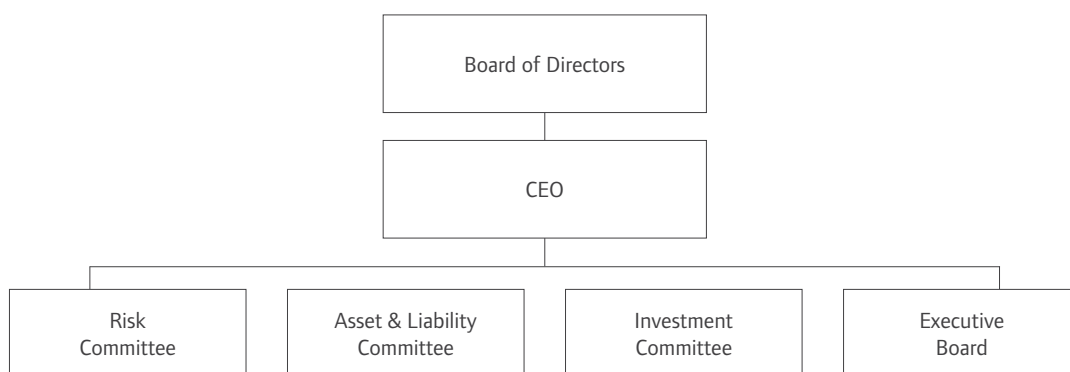 Board of Directors
CEO
Risk
Committee
Asset & Liability
Committee
Investment
Committee
Executive
Board